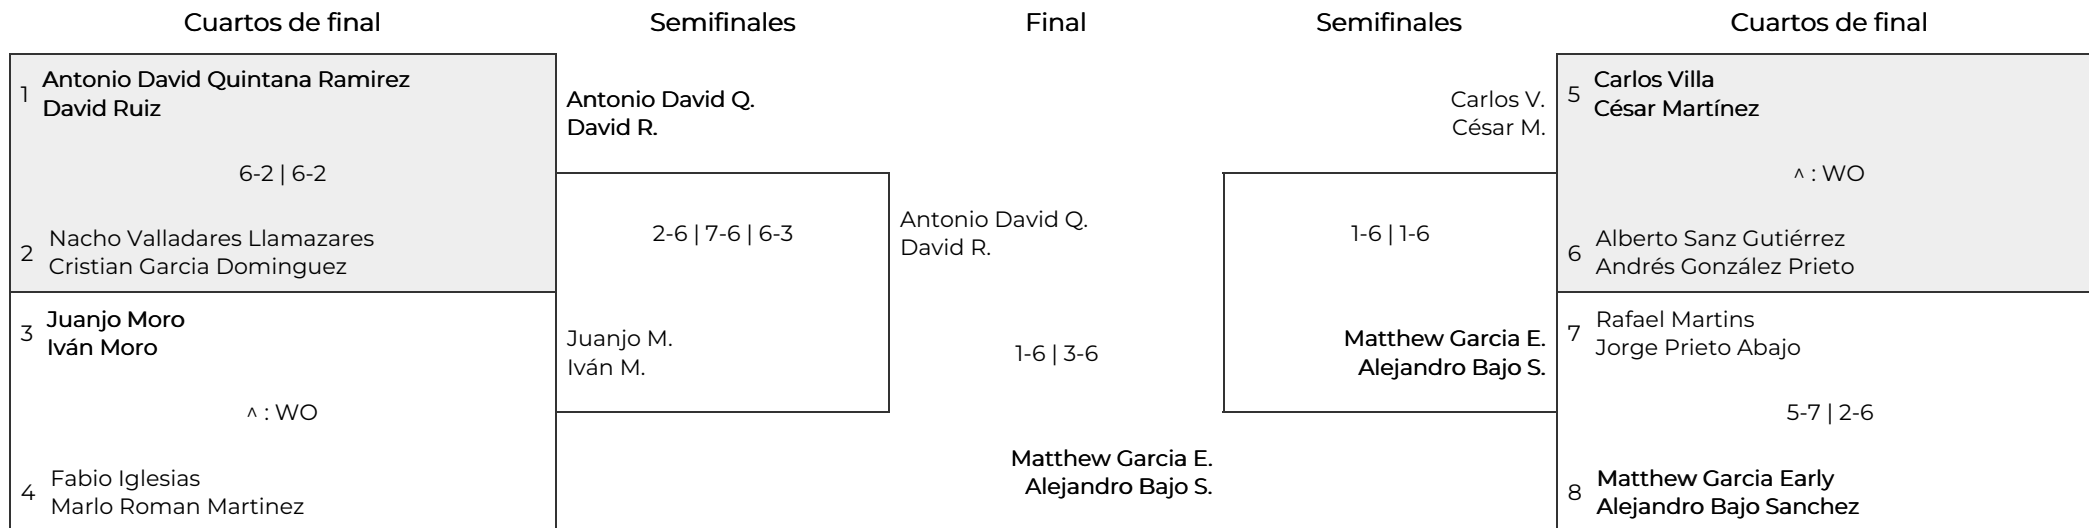 Cuartos de final
Semifinales
Final
Semifinales
Cuartos de final
1
Antonio David Quintana Ramirez
David Ruiz
6-2 | 6-2
2
Nacho Valladares Llamazares
Cristian Garcia Dominguez
3
Juanjo Moro
Iván Moro
^ : WO
4
Fabio Iglesias
Marlo Roman Martinez
Antonio David Q.
David R.
2-6 | 7-6 | 6-3
Juanjo M.
Iván M.
Antonio David Q.
David R.
1-6 | 3-6
Matthew Garcia E.
Alejandro Bajo S.
Carlos V.
César M.
1-6 | 1-6
Matthew Garcia E.
Alejandro Bajo S.
5
Carlos Villa
César Martínez
^ : WO
6
Alberto Sanz Gutiérrez
Andrés González Prieto
7
Rafael Martins
Jorge Prieto Abajo
5-7 | 2-6
8
Matthew Garcia Early
Alejandro Bajo Sanchez